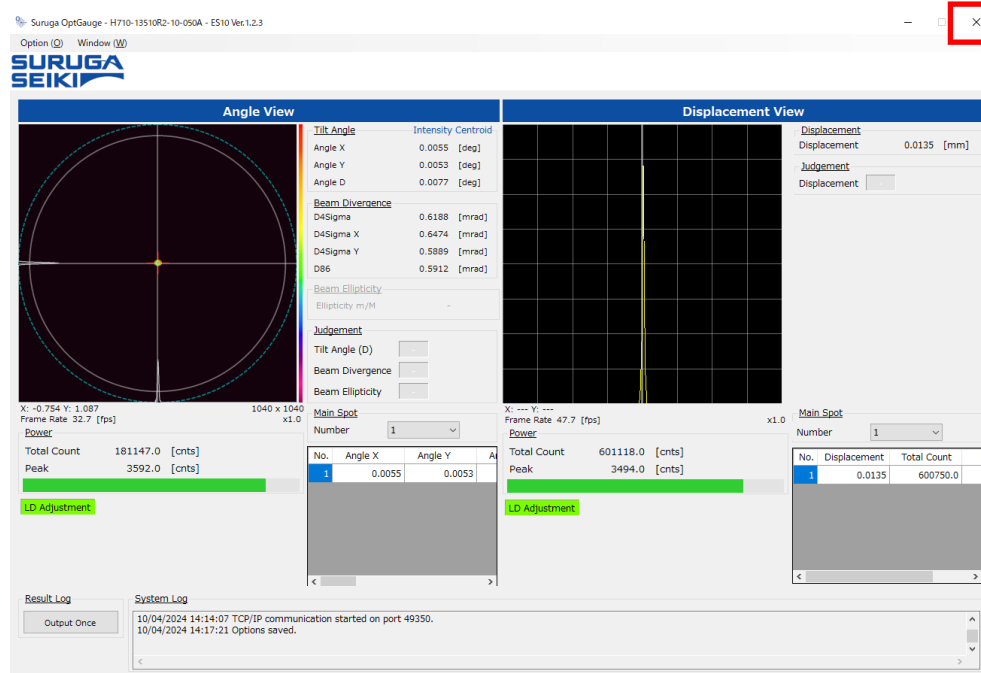 Suruga OptGauge - H710-13510R2-10-050A - ES10 Ver.1.2.3
Option (O) Window (W)
SURUGA
SEIKI
Angle View
Tilt Angle Intensity Centroid
Angle X 0.0055 [deg]
Angle Y 0.0053 [deg]
Angle D 0.0077 [deg]
Beam Divergence
D4Sigma 0.6188 [mrad]
D4Sigma X 0.6474 [mrad]
D4Sigma Y 0.5889 [mrad]
D86 0.5912 [mrad]
Beam Ellipticity
Ellipticity m/M -
Judgement
Tilt Angle (D) -
Beam Divergence -
Beam Ellipticity -
X: -0.754 Y: 1.087 1040 x 1040
Frame Rate 32.7 [fps] x1.0
Power
Total Count 181147.0 [cnts]
Peak 3592.0 [cnts]
LD Adjustment
Main Spot
Number 1
No. Angle X Angle Y
1 0.0055 0.0053
Displacement View
Displacement
Displacement 0.0135 [mm]
Judgement
Displacement -
X: --- Y: ---
Frame Rate 47.7 [fps] x1.0
Power
Total Count 601118.0 [cnts]
Peak 3494.0 [cnts]
LD Adjustment
Main Spot
Number 1
No. Displacement Total Count
1 0.0135 600750.0
Result Log
Output Once
System Log
10/04/2024 14:14:07 TCP/IP communication started on port 49350.
10/04/2024 14:17:21 Options saved.